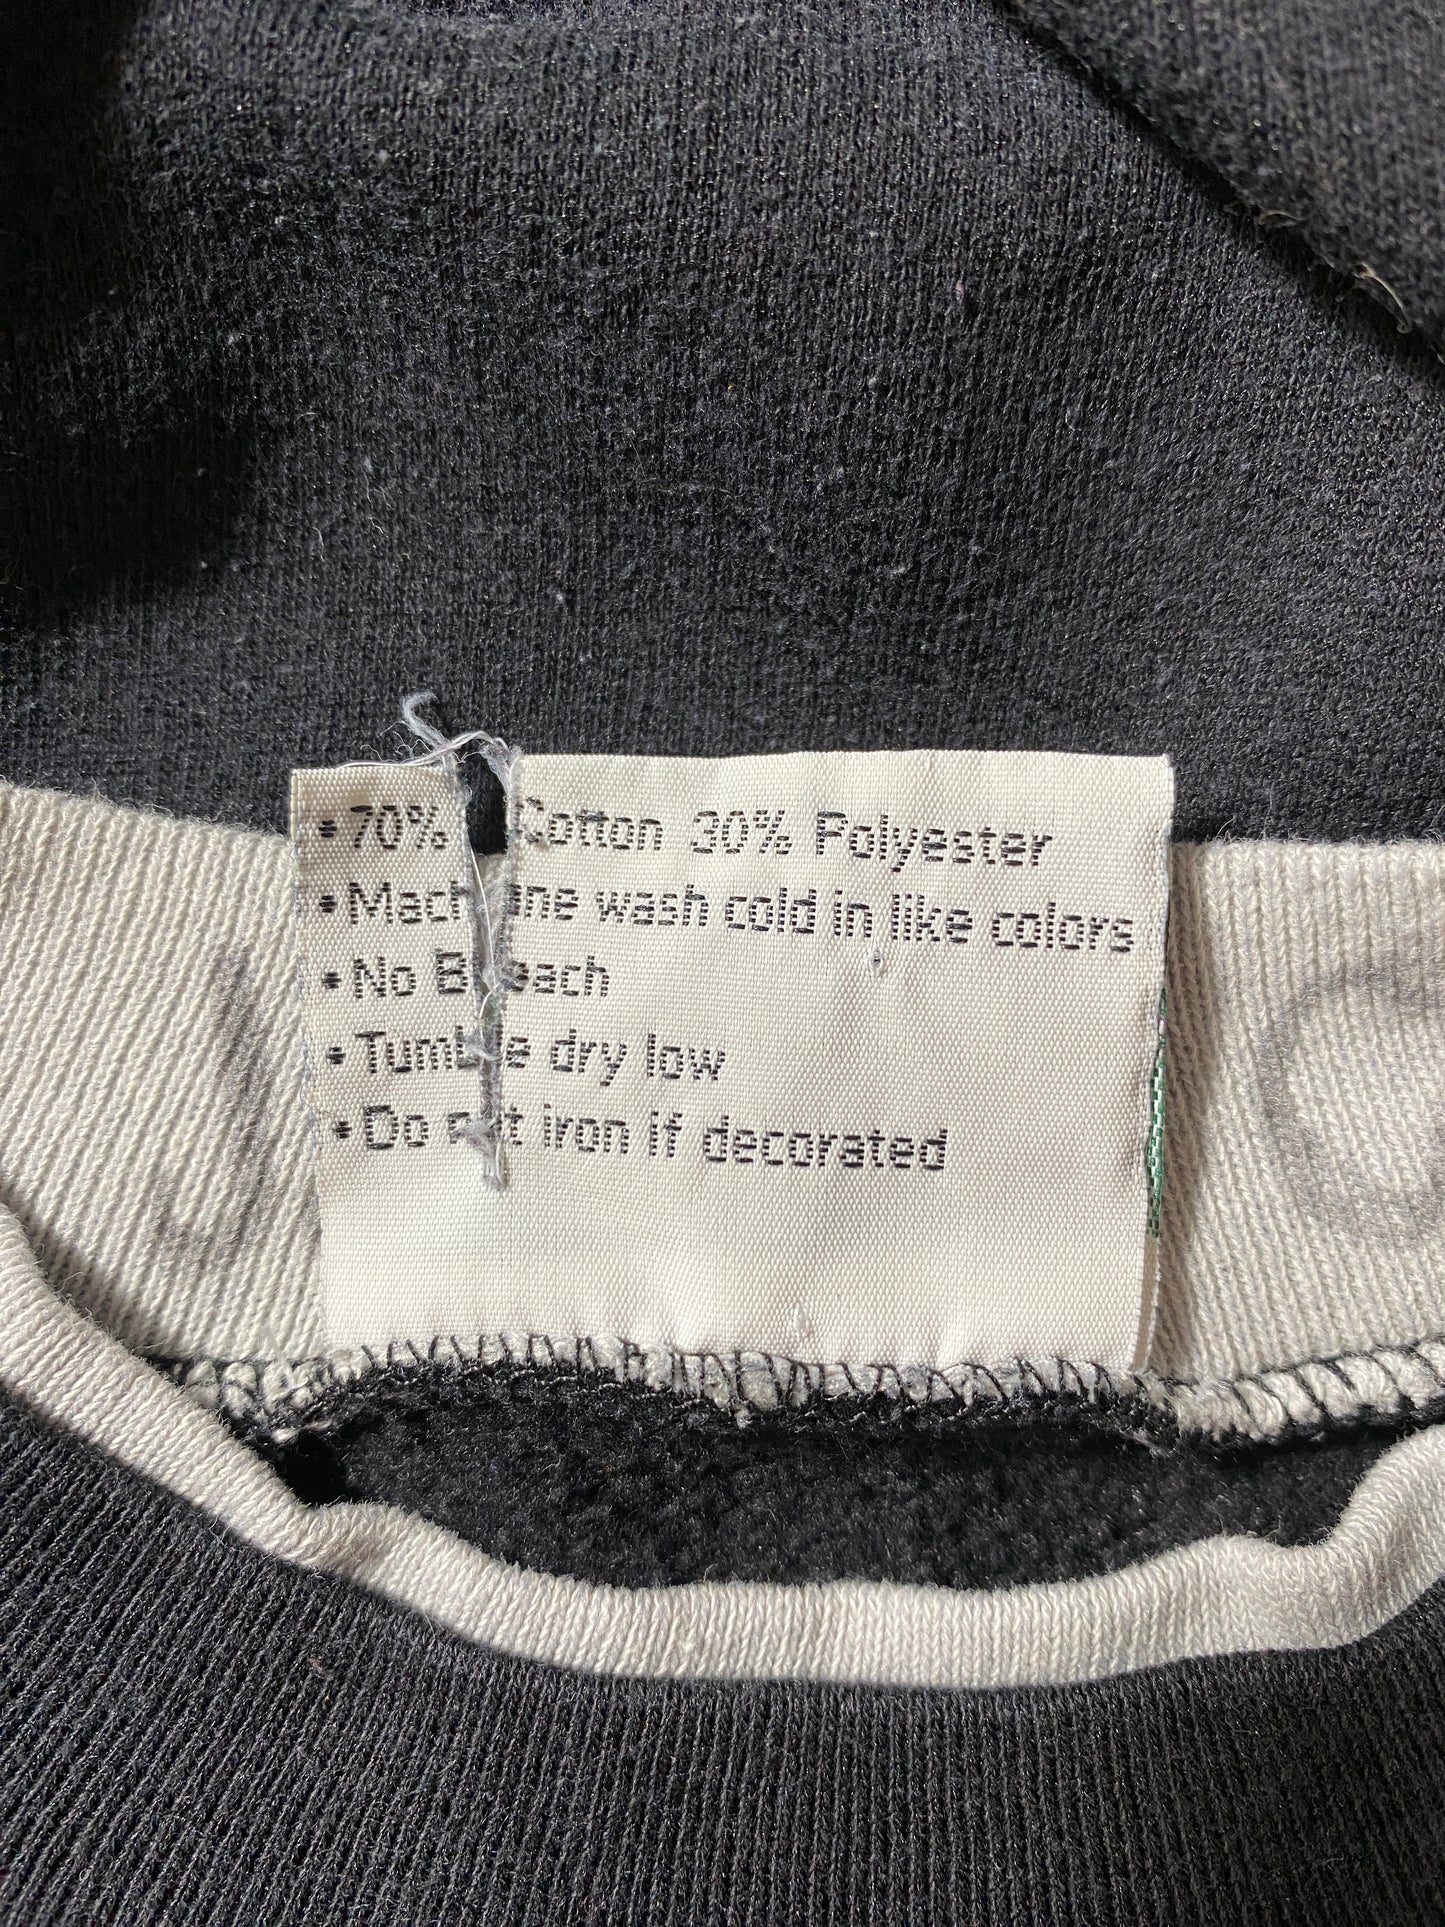 • 70% Cotton 30% Polyester
• Machine wash cold in like colors
• No Bleach
• Tumble dry low
• Do not iron if decorated